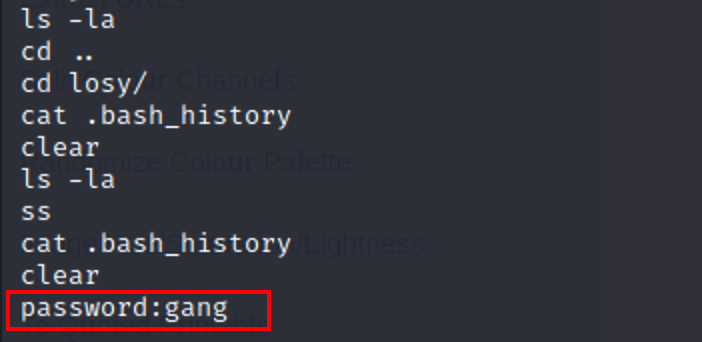 ls -la
cd ..
cd losy/
cat .bash_history
clear
ls -la
ss
cat .bash_history
clear
password:gang